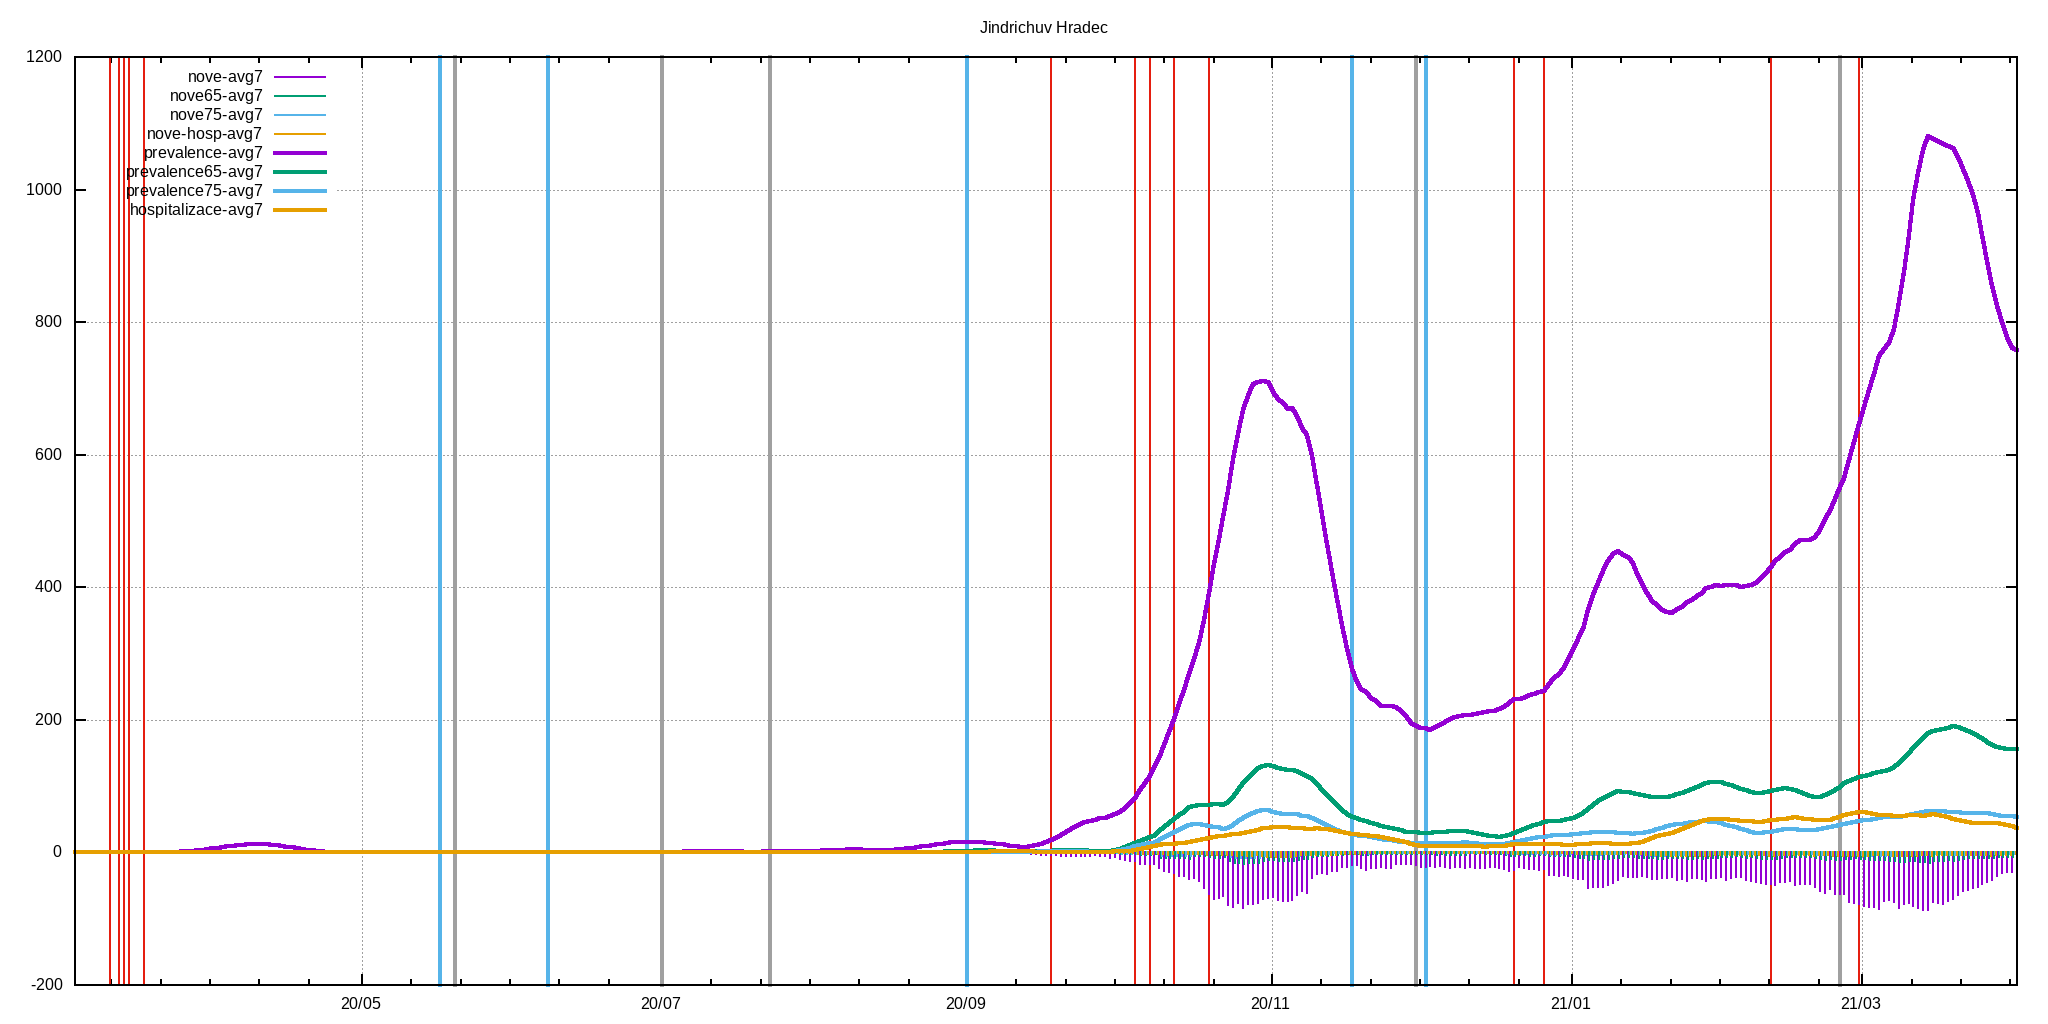 Jindrichuv Hradec
1200
1000
800
600
400
200
0
-200
nove-avg7
nove65-avg7
nove75-avg7
nove-hosp-avg7
prevalence-avg7
prevalence65-avg7
prevalence75-avg7
hospitalizace-avg7
20/05
20/07
20/09
20/11
21/01
21/03